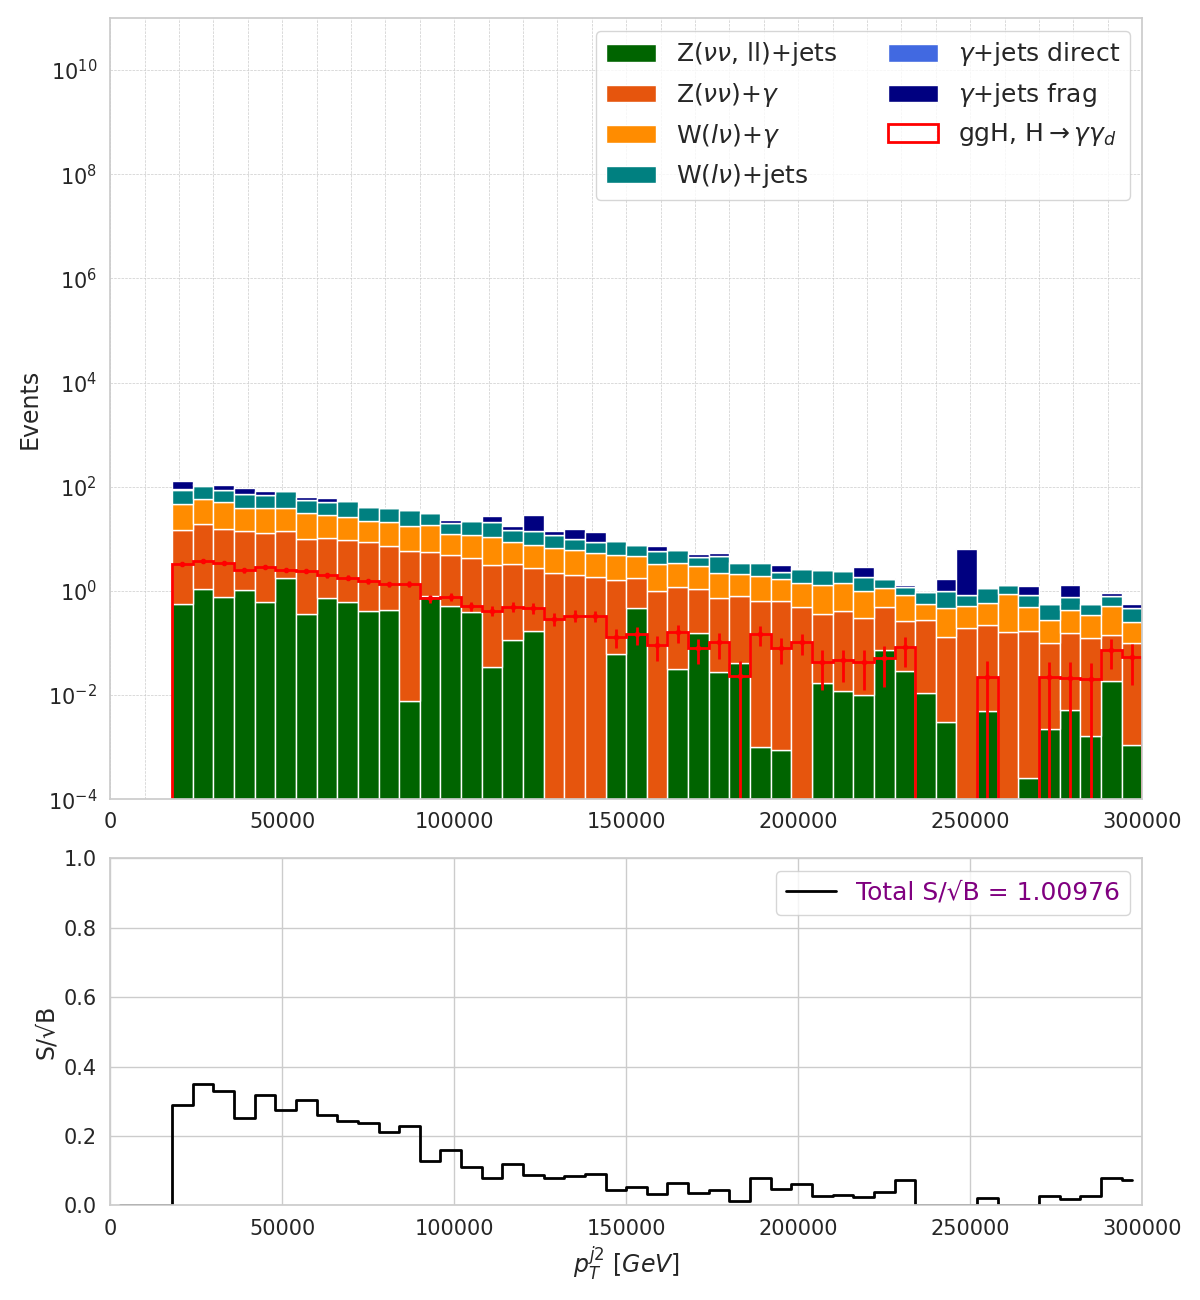 Z(νν, ll)+jets
Z(νν)+γ
W(lν)+γ
W(lν)+jets
γ+jets direct
γ+jets frag
ggH, H→γγ_d
Events
10^10
10^8
10^6
10^4
10^2
10^0
10^−2
10^−4
0 50000 100000 150000 200000 250000 300000
Total S/√B = 1.00976
S/√B
1.0
0.8
0.6
0.4
0.2
0.0
0 50000 100000 150000 200000 250000 300000
p_T^j2 [GeV]